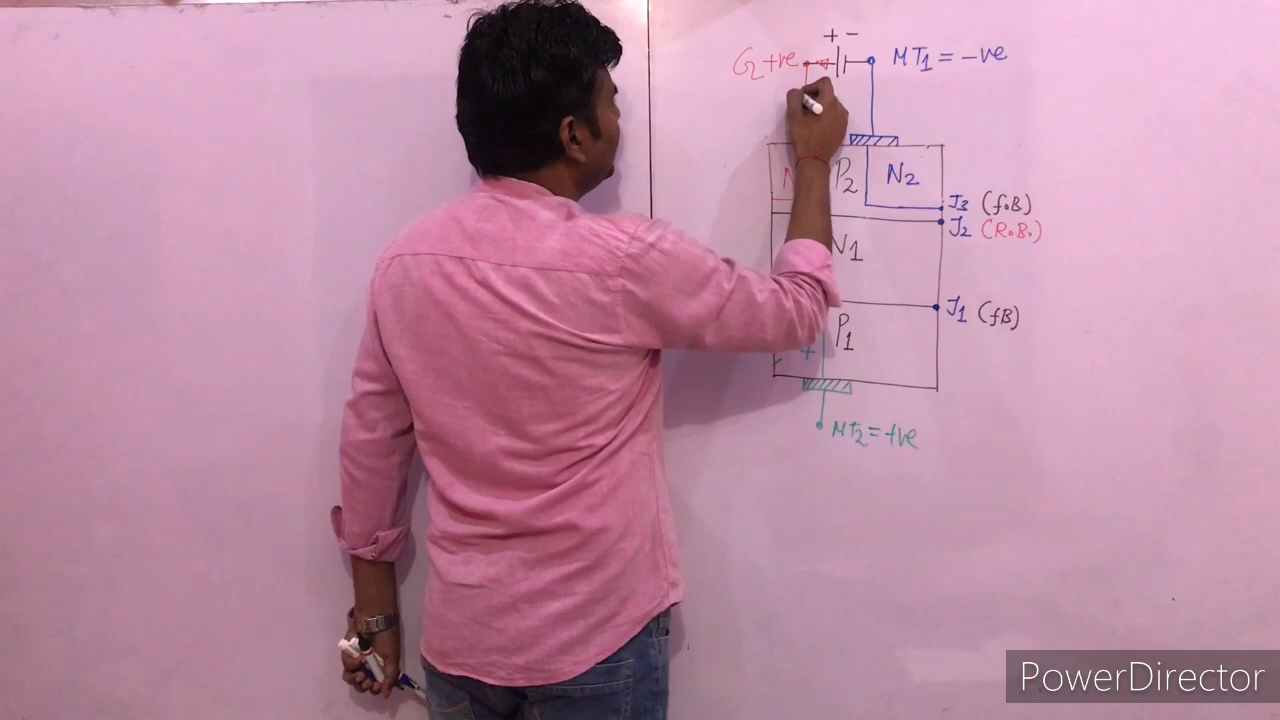 + -
G2 +ve
MT1 = -ve
P2
N2
J3 (f.B)
J2 (R.B.)
N1
J1 (fB)
P1
+
MT2 = +ve
PowerDirector